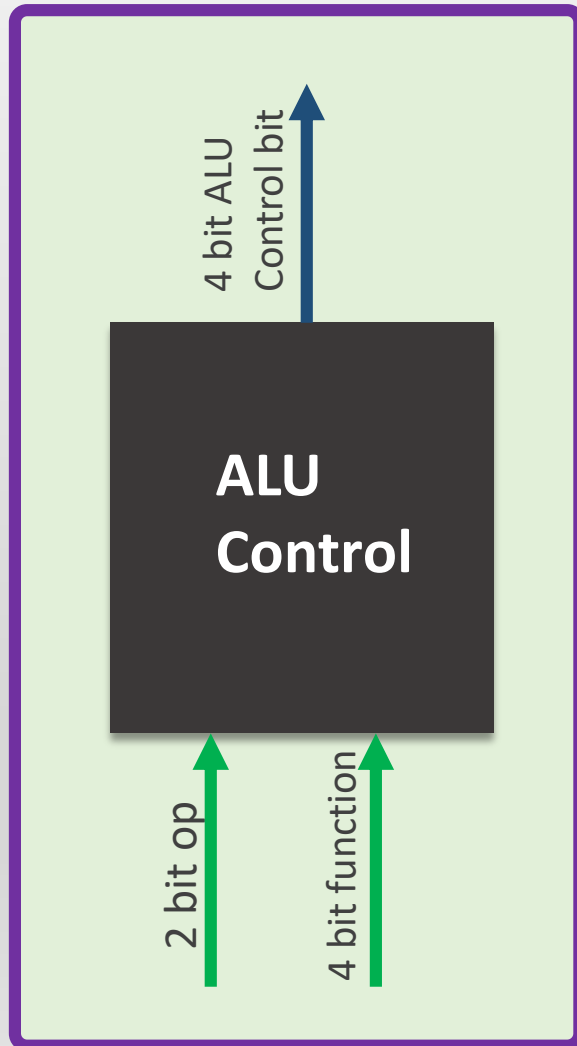 4 bit ALU
Control bit
ALU
Control
2 bit op
4 bit function